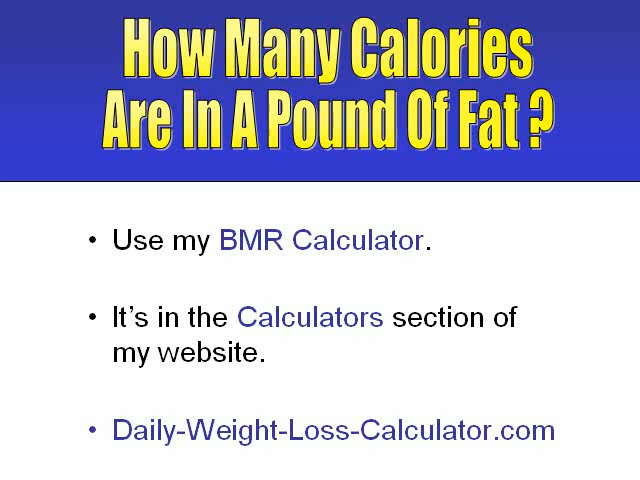 How Many Calories
Are In A Pound Of Fat ?
• Use my BMR Calculator.
• It’s in the Calculators section of
my website.
• Daily-Weight-Loss-Calculator.com